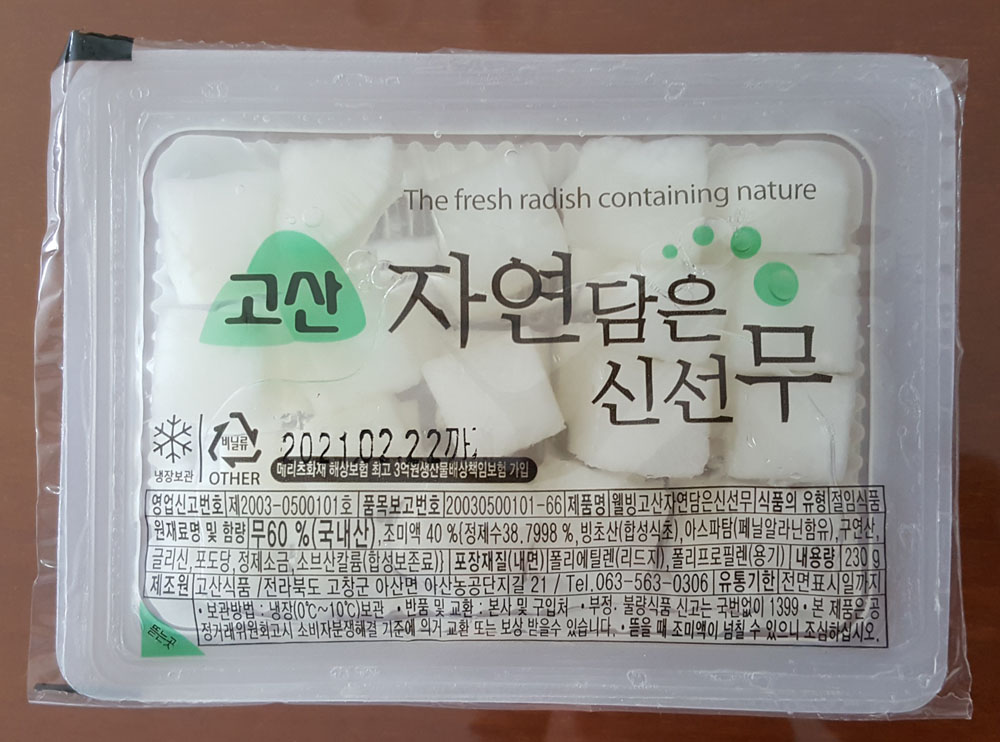 The fresh radish containing nature
고산 자연담은
신선무
비닐류
냉장보관
OTHER
2021.02.22까지
메리츠화재 해상보험 최고 3억원생산물배상책임보험 가입
영업신고번호 제2003-0500101호 품목보고번호 20030500101-66 제품명 웰빙고산자연담은신선무 식품의 유형 절임식품
원재료명 및 함량 무60 %(국내산), 조미액 40 %{정제수38.7998 %, 빙초산(합성식초), 아스파탐(페닐알라닌함유), 구연산,
글리신, 포도당, 정제소금, 소브산칼륨(합성보존료)} 포장재질(내면) 폴리에틸렌(리드지), 폴리프로필렌(용기) 내용량 230 g
제조원 고산식품 / 전라북도 고창군 아산면 아산농공단지길 21 / Tel.063-563-0306 유통기한 전면표시일까지
• 보관방법 : 냉장(0℃~10℃)보관 • 반품 및 교환 : 본사 및 구입처 • 부정·불량식품 신고는 국번없이 1399 • 본 제품은 공
정거래위원회고시 소비자분쟁해결 기준에 의거 교환 또는 보상 받을수 있습니다. • 뜯을 때 조미액이 넘칠 수 있으니 조심하십시오.
뜯는곳